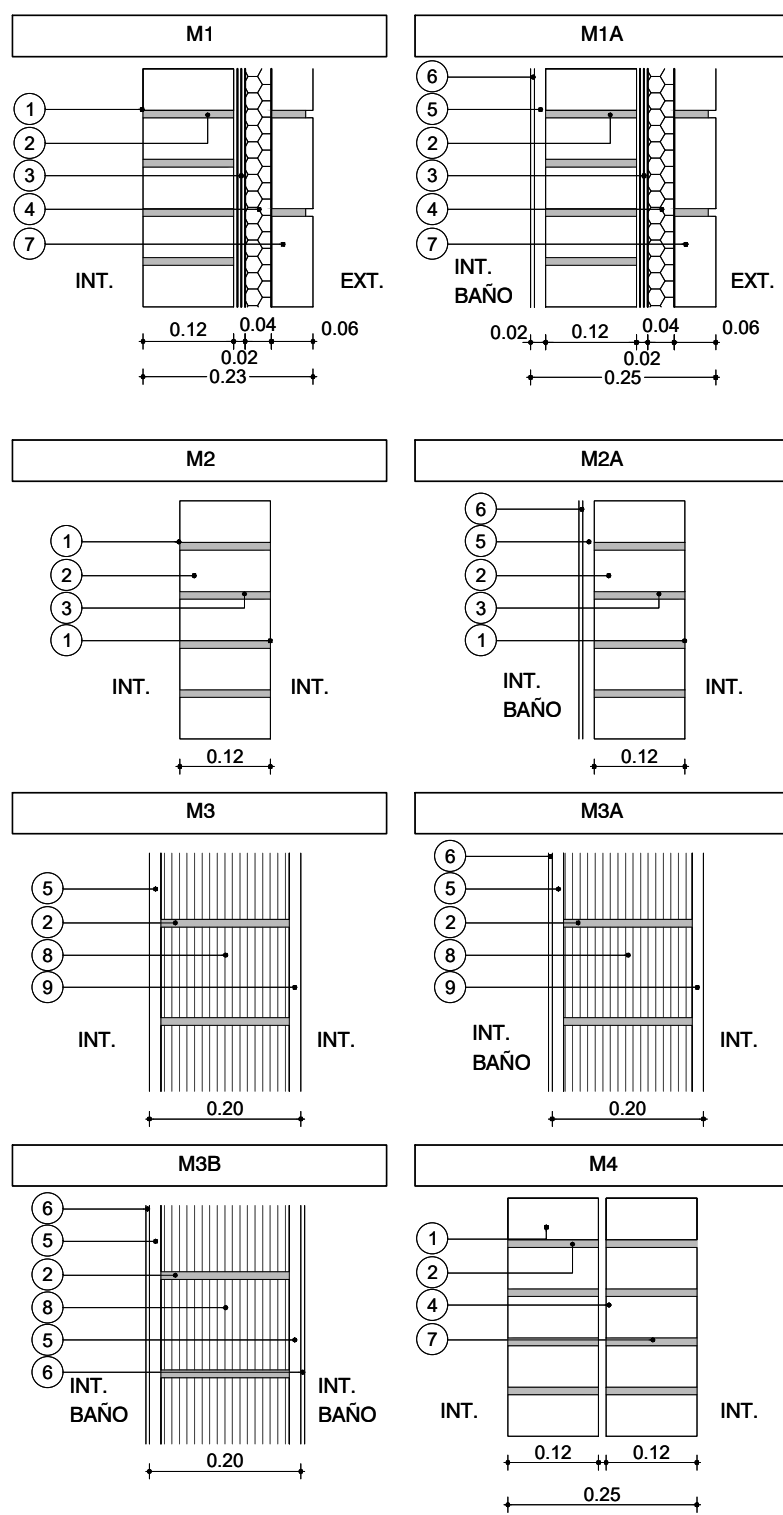 M1
1
2
3
4
7
INT.
EXT.
0.12
0.04
0.06
0.02
0.23
M1A
6
5
2
3
4
7
INT.
BAÑO
EXT.
0.02
0.12
0.04
0.06
0.02
0.25
M2
1
2
3
1
INT.
INT.
0.12
M2A
6
5
2
3
1
INT.
BAÑO
INT.
0.12
M3
5
2
8
9
INT.
INT.
0.20
M3A
6
5
2
8
9
INT.
BAÑO
INT.
0.20
M3B
6
5
2
8
5
6
INT.
BAÑO
INT.
BAÑO
0.20
M4
1
2
4
7
INT.
INT.
0.12
0.12
0.25